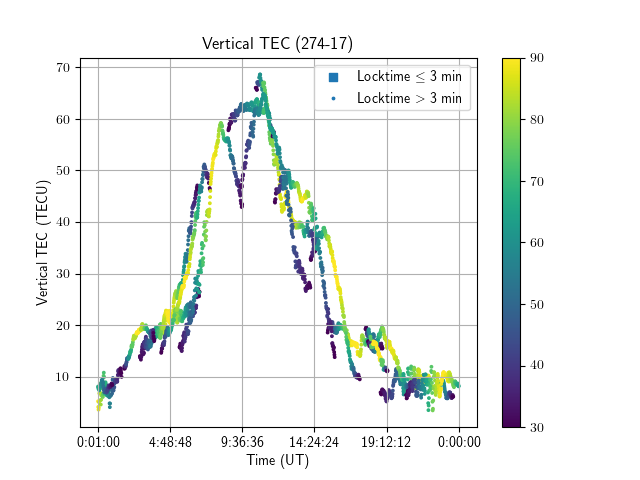 Vertical TEC (274-17)
Locktime ≤ 3 min
Locktime > 3 min
Vertical TEC (TECU)
70
60
50
40
30
20
10
0:01:00 4:48:48 9:36:36 14:24:24 19:12:12 0:00:00
Time (UT)
90
80
70
60
50
40
30